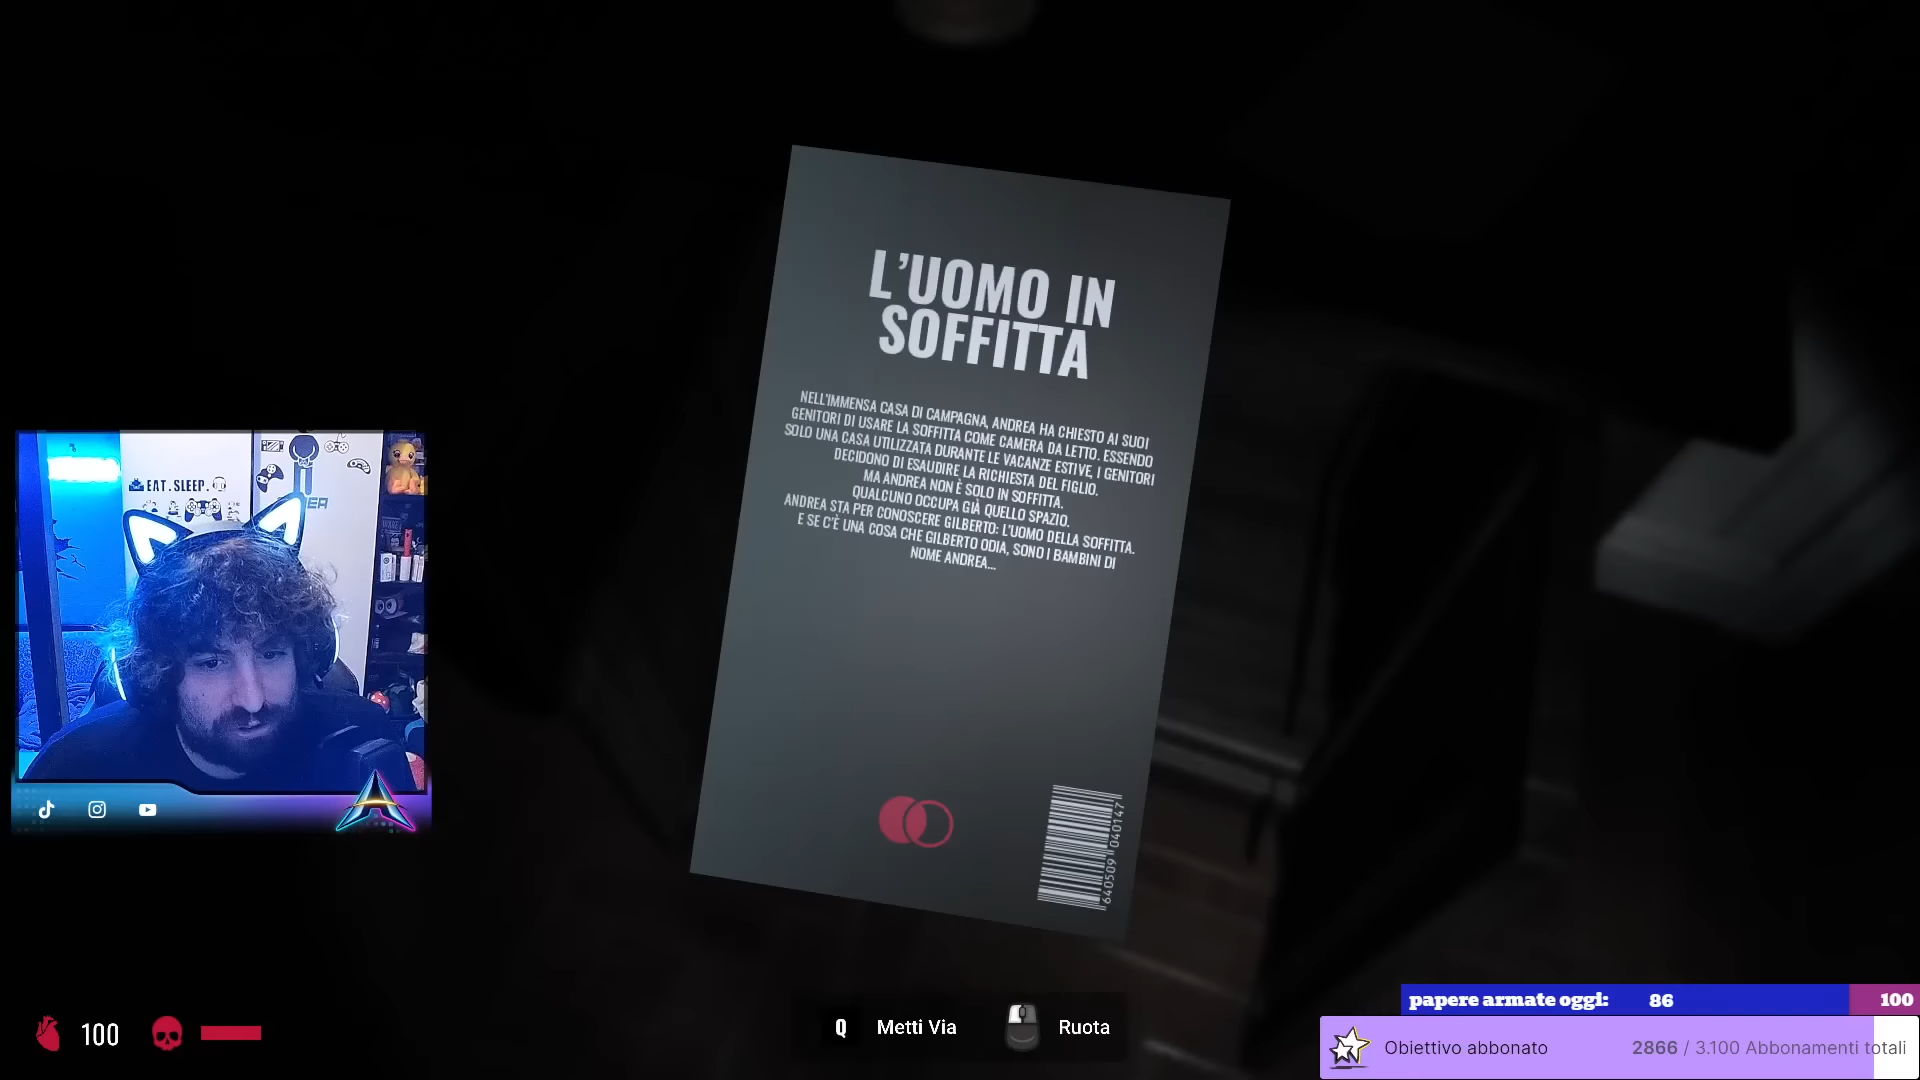 L'UOMO IN
SOFFITTA
NELL'IMMENSA CASA DI CAMPAGNA, ANDREA HA CHIESTO AI SUOI
GENITORI DI USARE LA SOFFITTA COME CAMERA DA LETTO. ESSENDO
SOLO UNA CASA UTILIZZATA DURANTE LE VACANZE ESTIVE, I GENITORI
DECIDONO DI ESAUDIRE LA RICHIESTA DEL FIGLIO.
MA ANDREA NON È SOLO IN SOFFITTA.
QUALCUNO OCCUPA GIÀ QUELLO SPAZIO.
ANDREA STA PER CONOSCERE GILBERTO: L'UOMO DELLA SOFFITTA.
E SE C'È UNA COSA CHE GILBERTO ODIA, SONO I BAMBINI DI
NOME ANDREA...
640509 040147
EAT.SLEEP.
100
Q Metti Via Ruota
papere armate oggi: 86 100
Obiettivo abbonato 2866 / 3.100 Abbonamenti totali